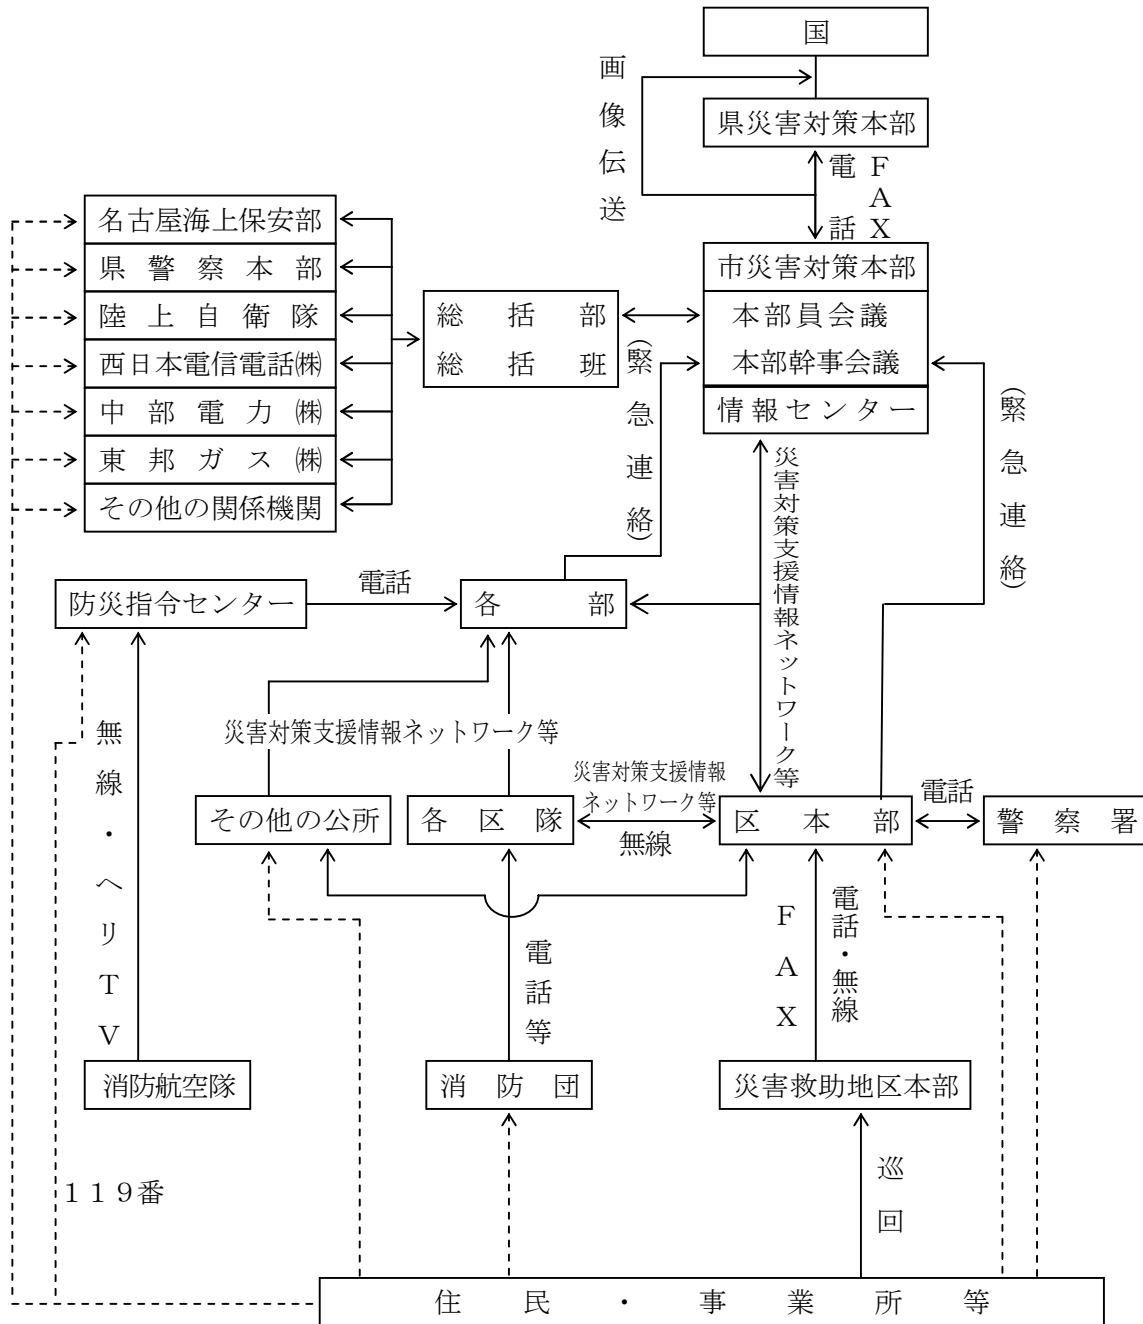 国
画像伝送
県災害対策本部
電話
ＦＡＸ
名古屋海上保安部
県警察本部
陸上自衛隊
西日本電信電話㈱
中部電力㈱
東邦ガス㈱
その他の関係機関
総括部
総括班
市災害対策本部
本部員会議
本部幹事会議
情報センター
(緊急連絡)
(緊急連絡)
災害対策支援情報ネットワーク等
防災指令センター
電話
各部
災害対策支援情報ネットワーク等
無線・ヘリＴＶ
災害対策支援情報
ネットワーク等
無線
その他の公所
各区隊
区本部
電話
警察署
電話等
ＦＡＸ
電話・無線
消防航空隊
消防団
災害救助地区本部
巡回
１１９番
住民・事業所等